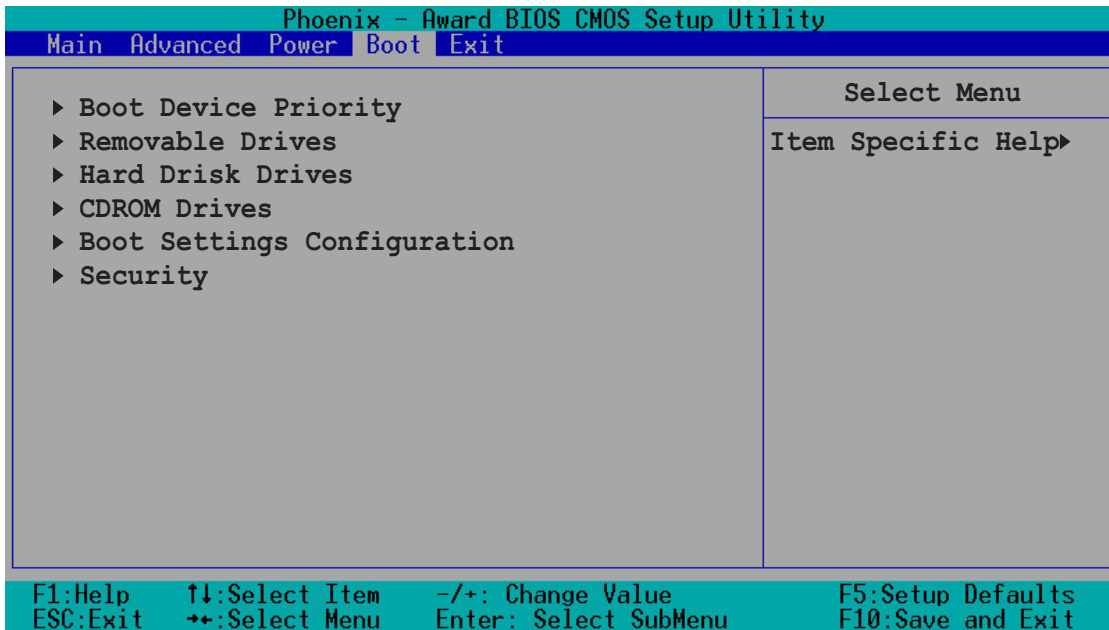 Phoenix - Award BIOS CMOS Setup Utility
Main Advanced Power Boot Exit
▶ Boot Device Priority
▶ Removable Drives
▶ Hard Drisk Drives
▶ CDROM Drives
▶ Boot Settings Configuration
▶ Security
Select Menu
Item Specific Help▶
F1:Help ↑↓:Select Item -/+: Change Value F5:Setup Defaults
ESC:Exit →←:Select Menu Enter: Select SubMenu F10:Save and Exit